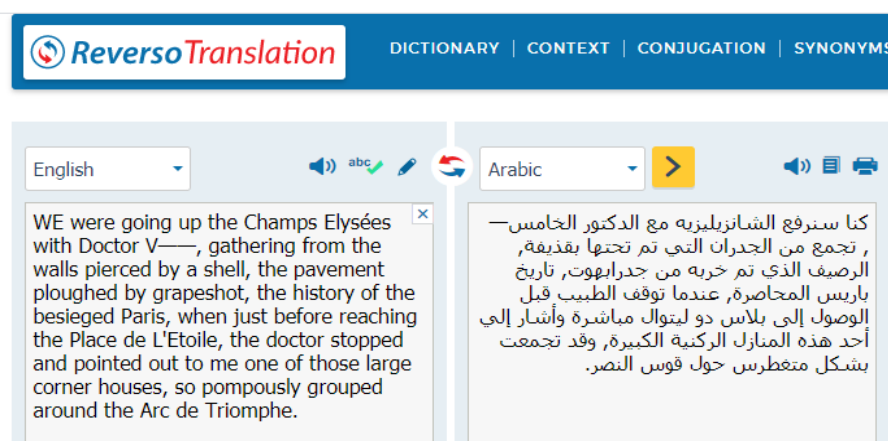 ReversoTranslation
DICTIONARY | CONTEXT | CONJUGATION | SYNONYMS
English
abc
Arabic
WE were going up the Champs Elysées
with Doctor V——, gathering from the
walls pierced by a shell, the pavement
ploughed by grapeshot, the history of the
besieged Paris, when just before reaching
the Place de L'Etoile, the doctor stopped
and pointed out to me one of those large
corner houses, so pompously grouped
around the Arc de Triomphe.
كنا سنرفع الشانزيليزيه مع الدكتور الخامس—
, تجمع من الجدران التي تم تحتها بقذيفة,
الرصيف الذي تم خربه من جدرابهوت, تاريخ
باريس المحاصرة, عندما توقف الطبيب قبل
الوصول إلى بلاس دو ليتوال مباشرة وأشار إلي
أحد هذه المنازل الركنية الكبيرة, وقد تجمعت
بشكل متغطرس حول قوس النصر.